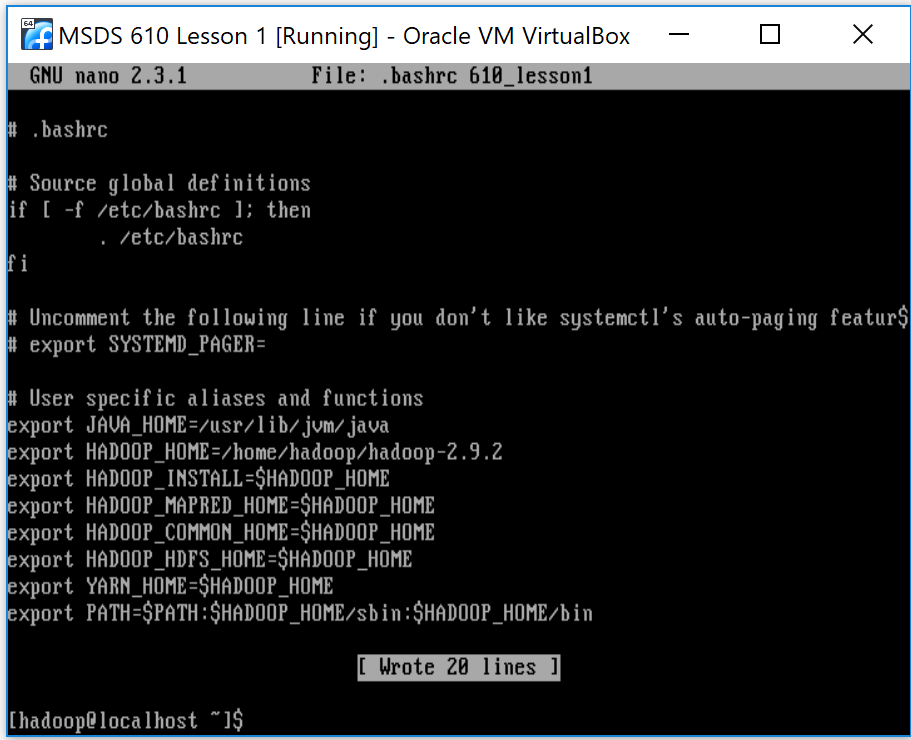 64
MSDS 610 Lesson 1 [Running] - Oracle VM VirtualBox
GNU nano 2.3.1 File: .bashrc 610_lesson1
# .bashrc
# Source global definitions
if [ -f /etc/bashrc ]; then
. /etc/bashrc
fi
# Uncomment the following line if you don't like systemctl's auto-paging featur$
# export SYSTEMD_PAGER=
# User specific aliases and functions
export JAVA_HOME=/usr/lib/jvm/java
export HADOOP_HOME=/home/hadoop/hadoop-2.9.2
export HADOOP_INSTALL=$HADOOP_HOME
export HADOOP_MAPRED_HOME=$HADOOP_HOME
export HADOOP_COMMON_HOME=$HADOOP_HOME
export HADOOP_HDFS_HOME=$HADOOP_HOME
export YARN_HOME=$HADOOP_HOME
export PATH=$PATH:$HADOOP_HOME/sbin:$HADOOP_HOME/bin
[ Wrote 20 lines ]
[hadoop@localhost ~]$